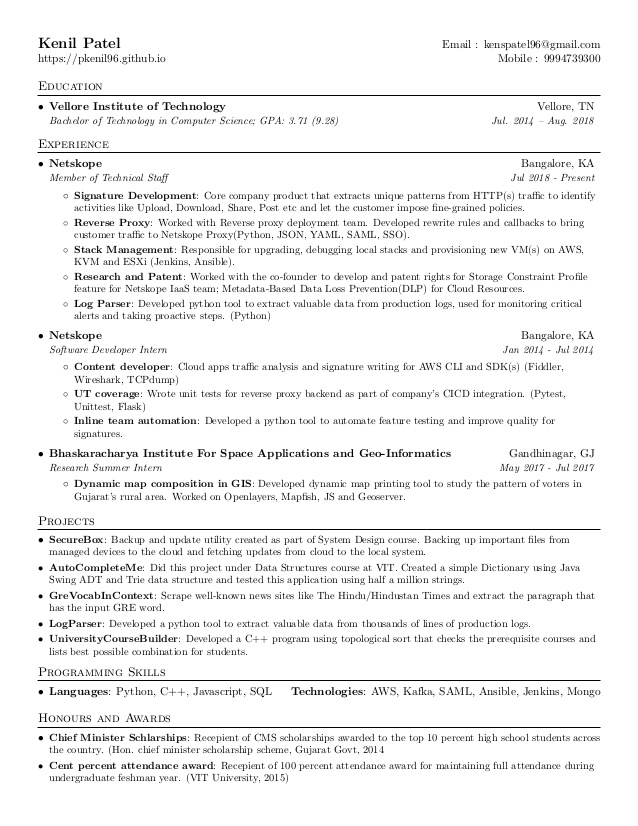 Kenil Patel
Email : kenspatel96@gmail.com
https://pkenil96.github.io
Mobile : 9994739300
Education
• Vellore Institute of Technology
Vellore, TN
Bachelor of Technology in Computer Science; GPA: 3.71 (9.28)
Jul. 2014 – Aug. 2018
Experience
• Netskope
Bangalore, KA
Member of Technical Staff
Jul 2018 - Present
◦ Signature Development: Core company product that extracts unique patterns from HTTP(s) traffic to identify
activities like Upload, Download, Share, Post etc and let the customer impose fine-grained policies.
◦ Reverse Proxy: Worked with Reverse proxy deployment team. Developed rewrite rules and callbacks to bring
customer traffic to Netskope Proxy(Python, JSON, YAML, SAML, SSO).
◦ Stack Management: Responsible for upgrading, debugging local stacks and provisioning new VM(s) on AWS,
KVM and ESXi (Jenkins, Ansible).
◦ Research and Patent: Worked with the co-founder to develop and patent rights for Storage Constraint Profile
feature for Netskope IaaS team; Metadata-Based Data Loss Prevention(DLP) for Cloud Resources.
◦ Log Parser: Developed python tool to extract valuable data from production logs, used for monitoring critical
alerts and taking proactive steps. (Python)
• Netskope
Bangalore, KA
Software Developer Intern
Jan 2014 - Jul 2014
◦ Content developer: Cloud apps traffic analysis and signature writing for AWS CLI and SDK(s) (Fiddler,
Wireshark, TCPdump)
◦ UT coverage: Wrote unit tests for reverse proxy backend as part of company's CICD integration. (Pytest,
Unittest, Flask)
◦ Inline team automation: Developed a python tool to automate feature testing and improve quality for
signatures.
• Bhaskaracharya Institute For Space Applications and Geo-Informatics
Gandhinagar, GJ
Research Summer Intern
May 2017 - Jul 2017
◦ Dynamic map composition in GIS: Developed dynamic map printing tool to study the pattern of voters in
Gujarat's rural area. Worked on Openlayers, Mapfish, JS and Geoserver.
Projects
• SecureBox: Backup and update utility created as part of System Design course. Backing up important files from
managed devices to the cloud and fetching updates from cloud to the local system.
• AutoCompleteMe: Did this project under Data Structures course at VIT. Created a simple Dictionary using Java
Swing ADT and Trie data structure and tested this application using half a million strings.
• GreVocabInContext: Scrape well-known news sites like The Hindu/Hindustan Times and extract the paragraph that
has the input GRE word.
• LogParser: Developed a python tool to extract valuable data from thousands of lines of production logs.
• UniversityCourseBuilder: Developed a C++ program using topological sort that checks the prerequisite courses and
lists best possible combination for students.
Programming Skills
• Languages: Python, C++, Javascript, SQL Technologies: AWS, Kafka, SAML, Ansible, Jenkins, Mongo
Honours and Awards
• Chief Minister Schlarships: Recepient of CMS scholarships awarded to the top 10 percent high school students across
the country. (Hon. chief minister scholarship scheme, Gujarat Govt, 2014
• Cent percent attendance award: Recepient of 100 percent attendance award for maintaining full attendance during
undergraduate feshman year. (VIT University, 2015)